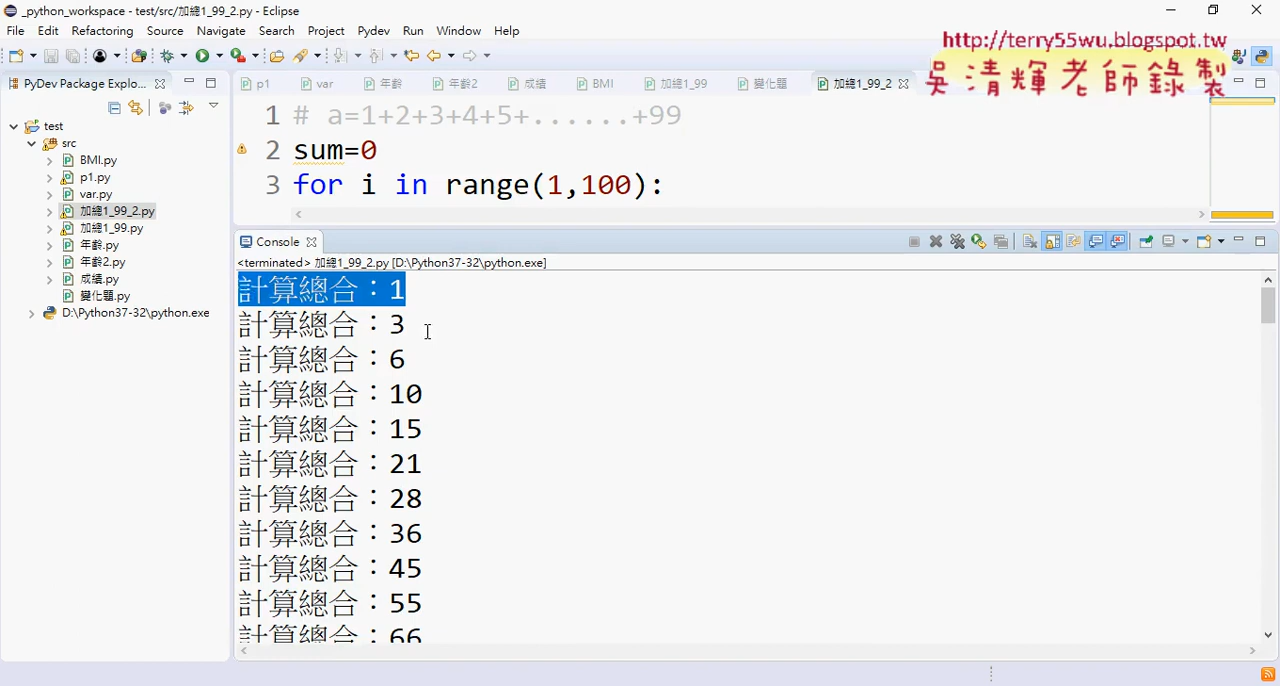 _python_workspace - test/src/加總1_99_2.py - Eclipse
File Edit Refactoring Source Navigate Search Project Pydev Run Window Help
http://terry55wu.blogspot.tw
吳清輝老師錄製
PyDev Package Explo...
p1 var 年齡 年齡2 成績 BMI 加總1_99 變化題 加總1_99_2
test
src
BMI.py
p1.py
var.py
加總1_99_2.py
加總1_99.py
年齡.py
年齡2.py
成績.py
變化題.py
D:\Python37-32\python.exe
1 # a=1+2+3+4+5+......+99
2 sum=0
3 for i in range(1,100):
Console
<terminated> 加總1_99_2.py [D:\Python37-32\python.exe]
計算總合：1
計算總合：3
計算總合：6
計算總合：10
計算總合：15
計算總合：21
計算總合：28
計算總合：36
計算總合：45
計算總合：55
計算總合：66